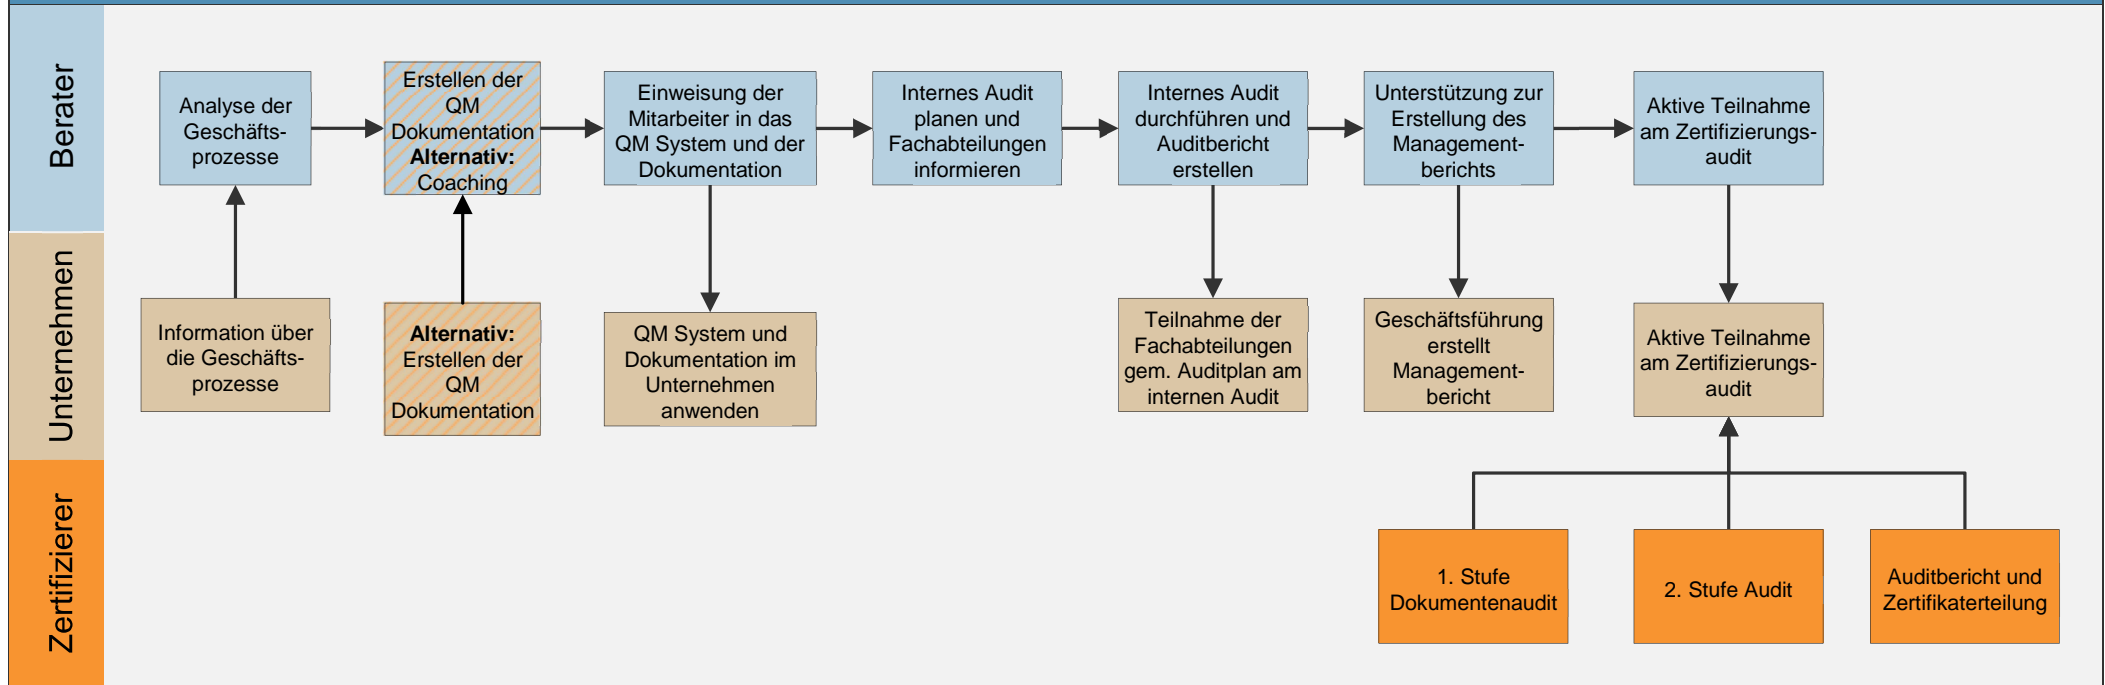 Berater
Analyse der
Geschäfts-
prozesse
Erstellen der
QM
Dokumentation
Alternativ:
Coaching
Einweisung der
Mitarbeiter in das
QM System und der
Dokumentation
Internes Audit
planen und
Fachabteilungen
informieren
Internes Audit
durchführen und
Auditbericht
erstellen
Unterstützung zur
Erstellung des
Management-
berichts
Aktive Teilnahme
am Zertifizierungs-
audit
Unternehmen
Information über
die Geschäfts-
prozesse
Alternativ:
Erstellen der
QM
Dokumentation
QM System und
Dokumentation im
Unternehmen
anwenden
Teilnahme der
Fachabteilungen
gem. Auditplan am
internen Audit
Geschäftsführung
erstellt
Management-
bericht
Aktive Teilnahme
am Zertifizierungs-
audit
Zertifizierer
1. Stufe
Dokumentenaudit
2. Stufe Audit
Auditbericht und
Zertifikaterteilung